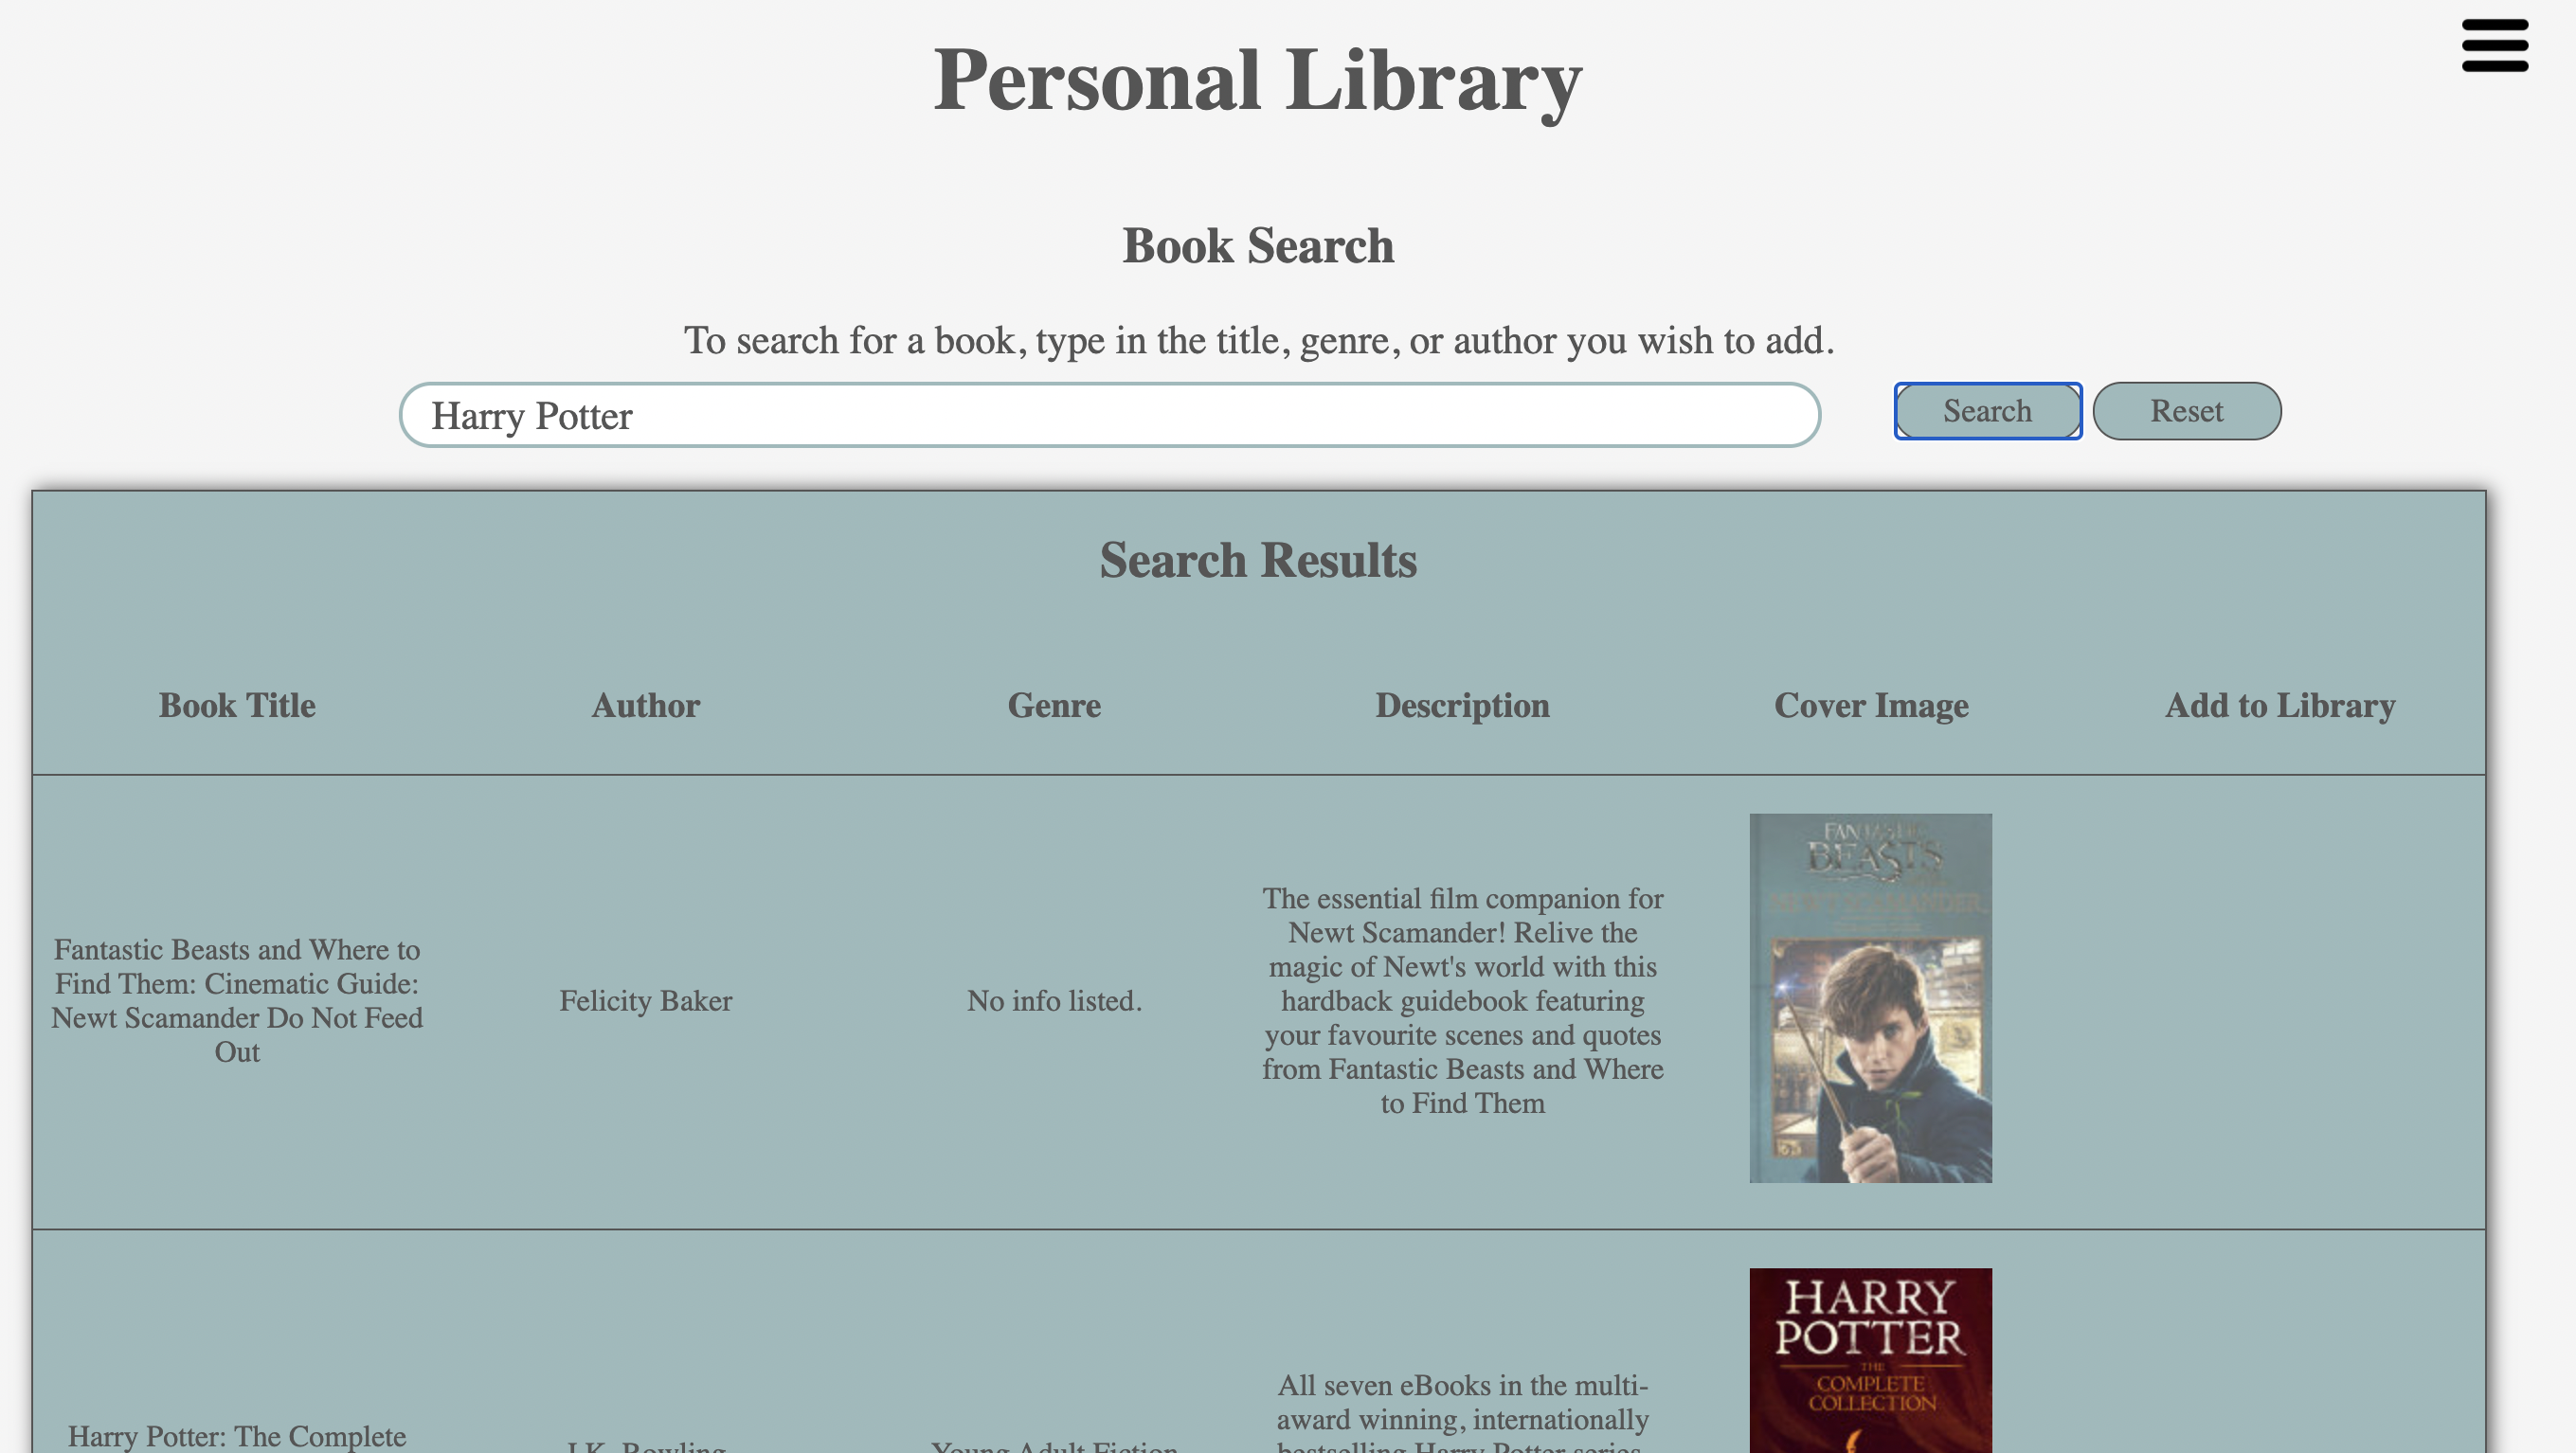 Personal Library
Book Search
To search for a book, type in the title, genre, or author you wish to add.
Harry Potter
Search
Reset
Search Results
Book Title
Author
Genre
Description
Cover Image
Add to Library
Fantastic Beasts and Where to
Find Them: Cinematic Guide:
Newt Scamander Do Not Feed
Out
Felicity Baker
No info listed.
The essential film companion for
Newt Scamander! Relive the
magic of Newt's world with this
hardback guidebook featuring
your favourite scenes and quotes
from Fantastic Beasts and Where
to Find Them
FANTASTIC
BEASTS
NEWT SCAMANDER
Harry Potter: The Complete
J.K. Rowling
Young Adult Fiction
All seven eBooks in the multi-
award winning, internationally
bestselling Harry Potter series
HARRY
POTTER
THE
COMPLETE
COLLECTION